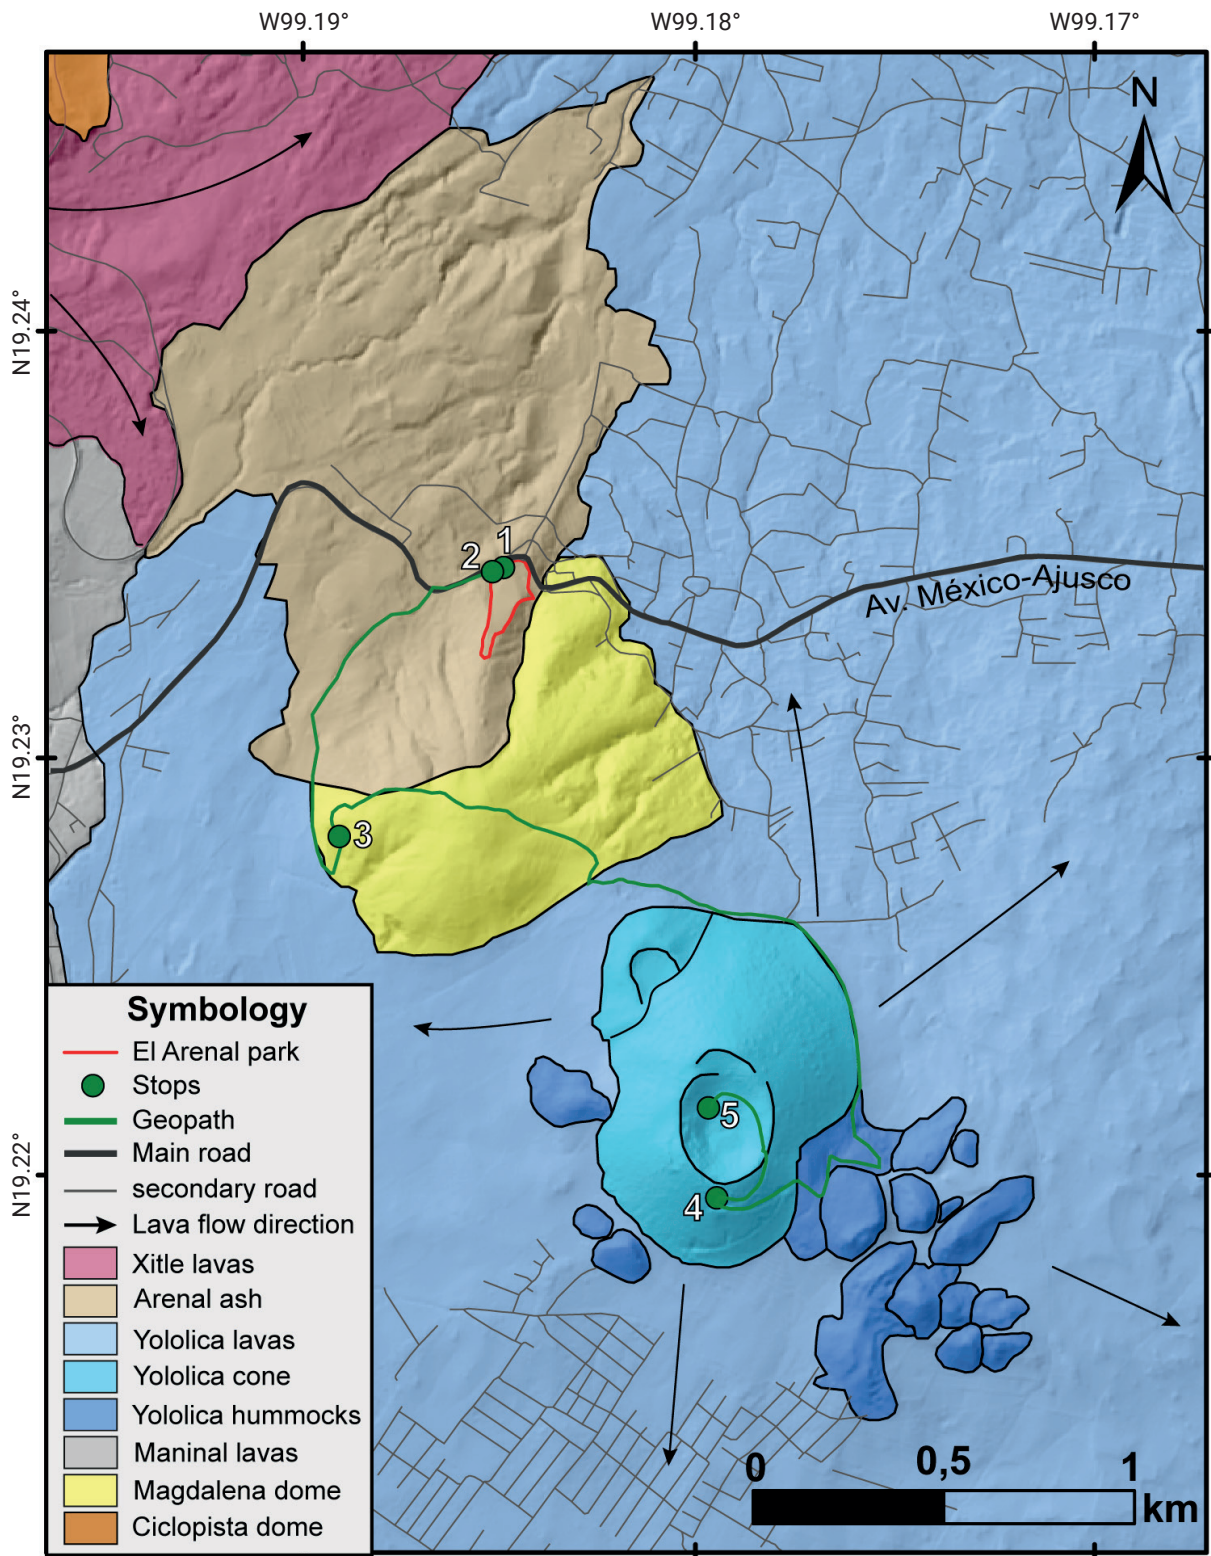 W99.19°
W99.18°
W99.17°
N
N19.24°
1
2
Av. México-Ajusco
N19.23°
3
5
N19.22°
4
Symbology
El Arenal park
Stops
Geopath
Main road
secondary road
Lava flow direction
Xitle lavas
Arenal ash
Yololica lavas
Yololica cone
Yololica hummocks
Maninal lavas
Magdalena dome
Ciclopista dome
0 0,5 1
km